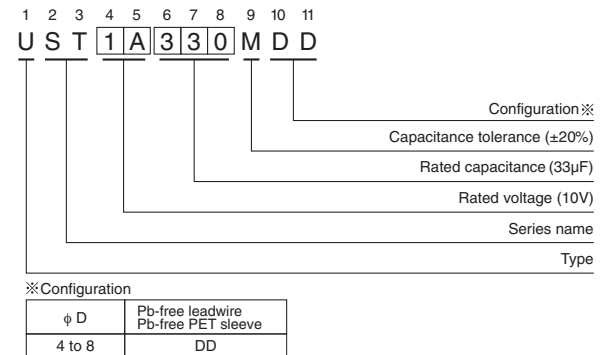 1 2 3 4 5 6 7 8 9 10 11
U S T 1 A 3 3 0 M D D
Configuration※
Capacitance tolerance (±20%)
Rated capacitance (33µF)
Rated voltage (10V)
Series name
Type
※Configuration
ϕ D
Pb-free leadwire
Pb-free PET sleeve
4 to 8
DD